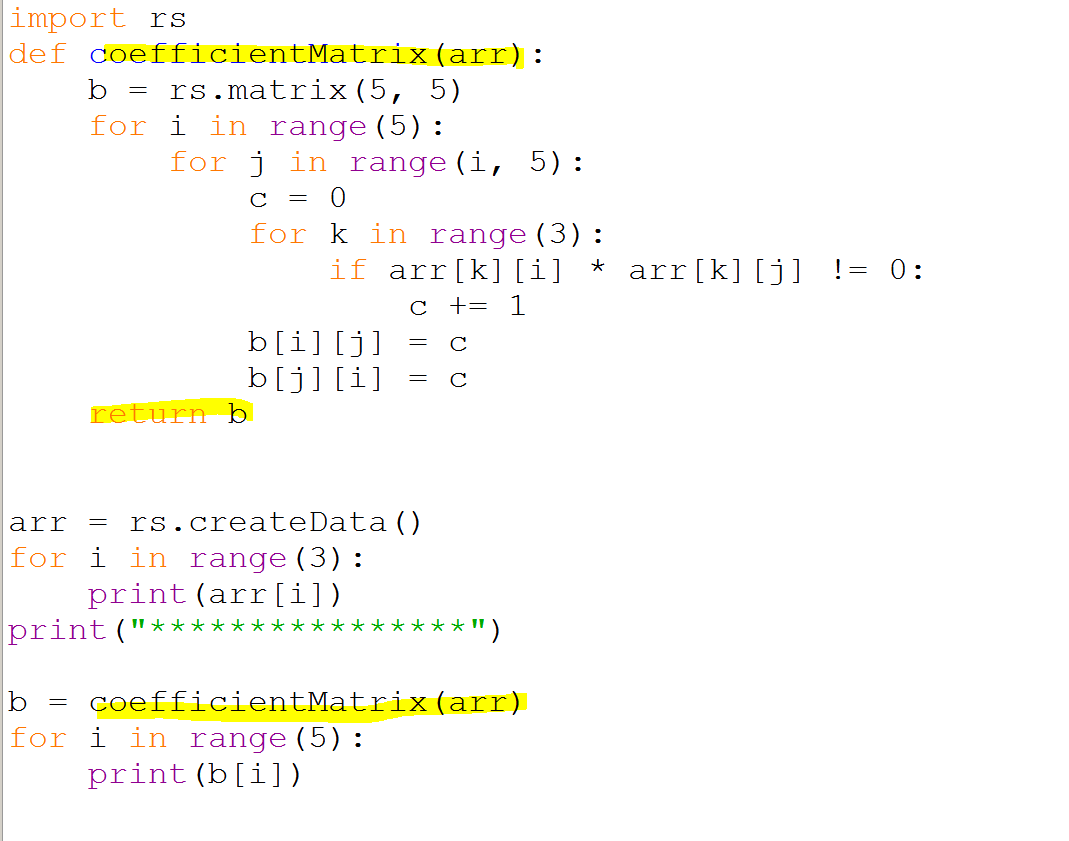 import rs
def coefficientMatrix(arr):
    b = rs.matrix(5, 5)
    for i in range(5):
        for j in range(i, 5):
            c = 0
            for k in range(3):
                if arr[k][i] * arr[k][j] != 0:
                    c += 1
            b[i][j] = c
            b[j][i] = c
    return b
arr = rs.createData()
for i in range(3):
    print(arr[i])
print("****************")
b = coefficientMatrix(arr)
for i in range(5):
    print(b[i])